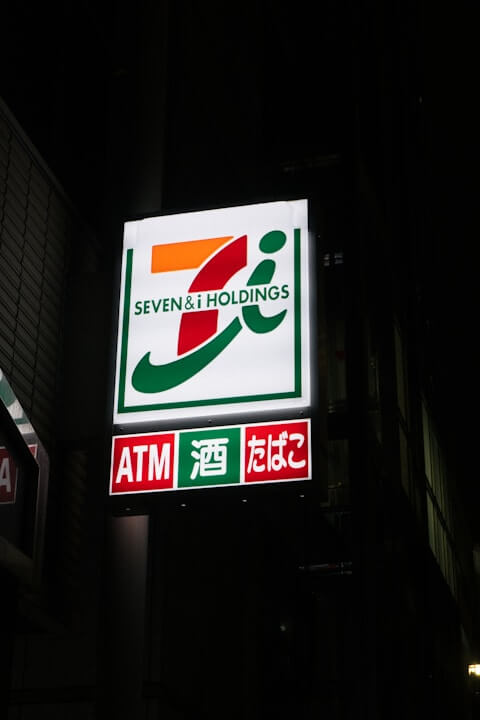 SEVEN & i HOLDINGS
ATM 酒 たばこ